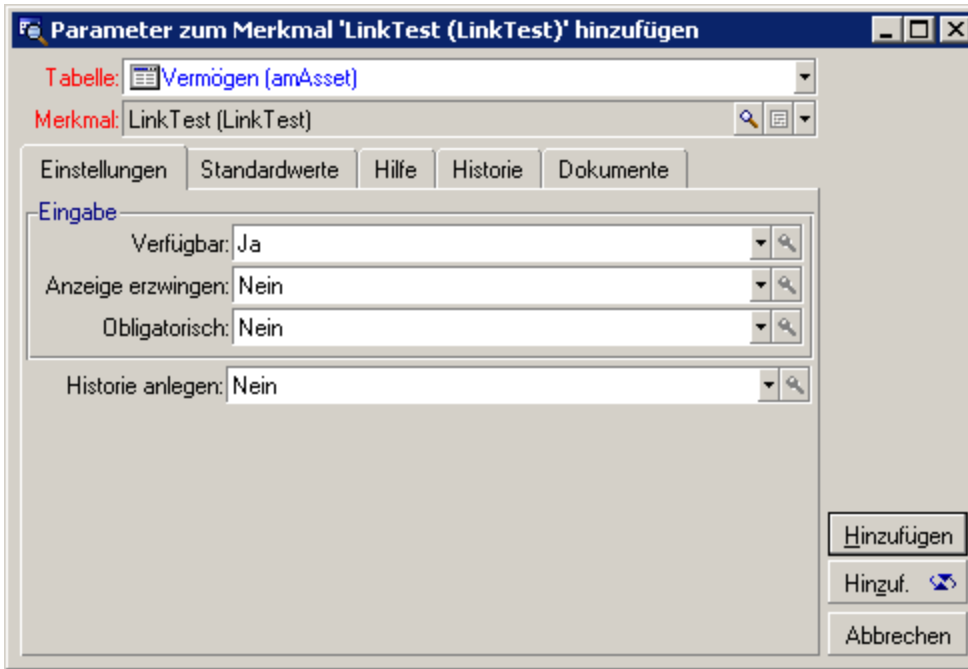 Parameter zum Merkmal 'LinkTest (LinkTest)' hinzufügen
Tabelle: Vermögen (amAsset)
Merkmal: LinkTest (LinkTest)
Einstellungen Standardwerte Hilfe Historie Dokumente
Eingabe
Verfügbar: Ja
Anzeige erzwingen: Nein
Obligatorisch: Nein
Historie anlegen: Nein
Hinzufügen
Hinzuf.
Abbrechen